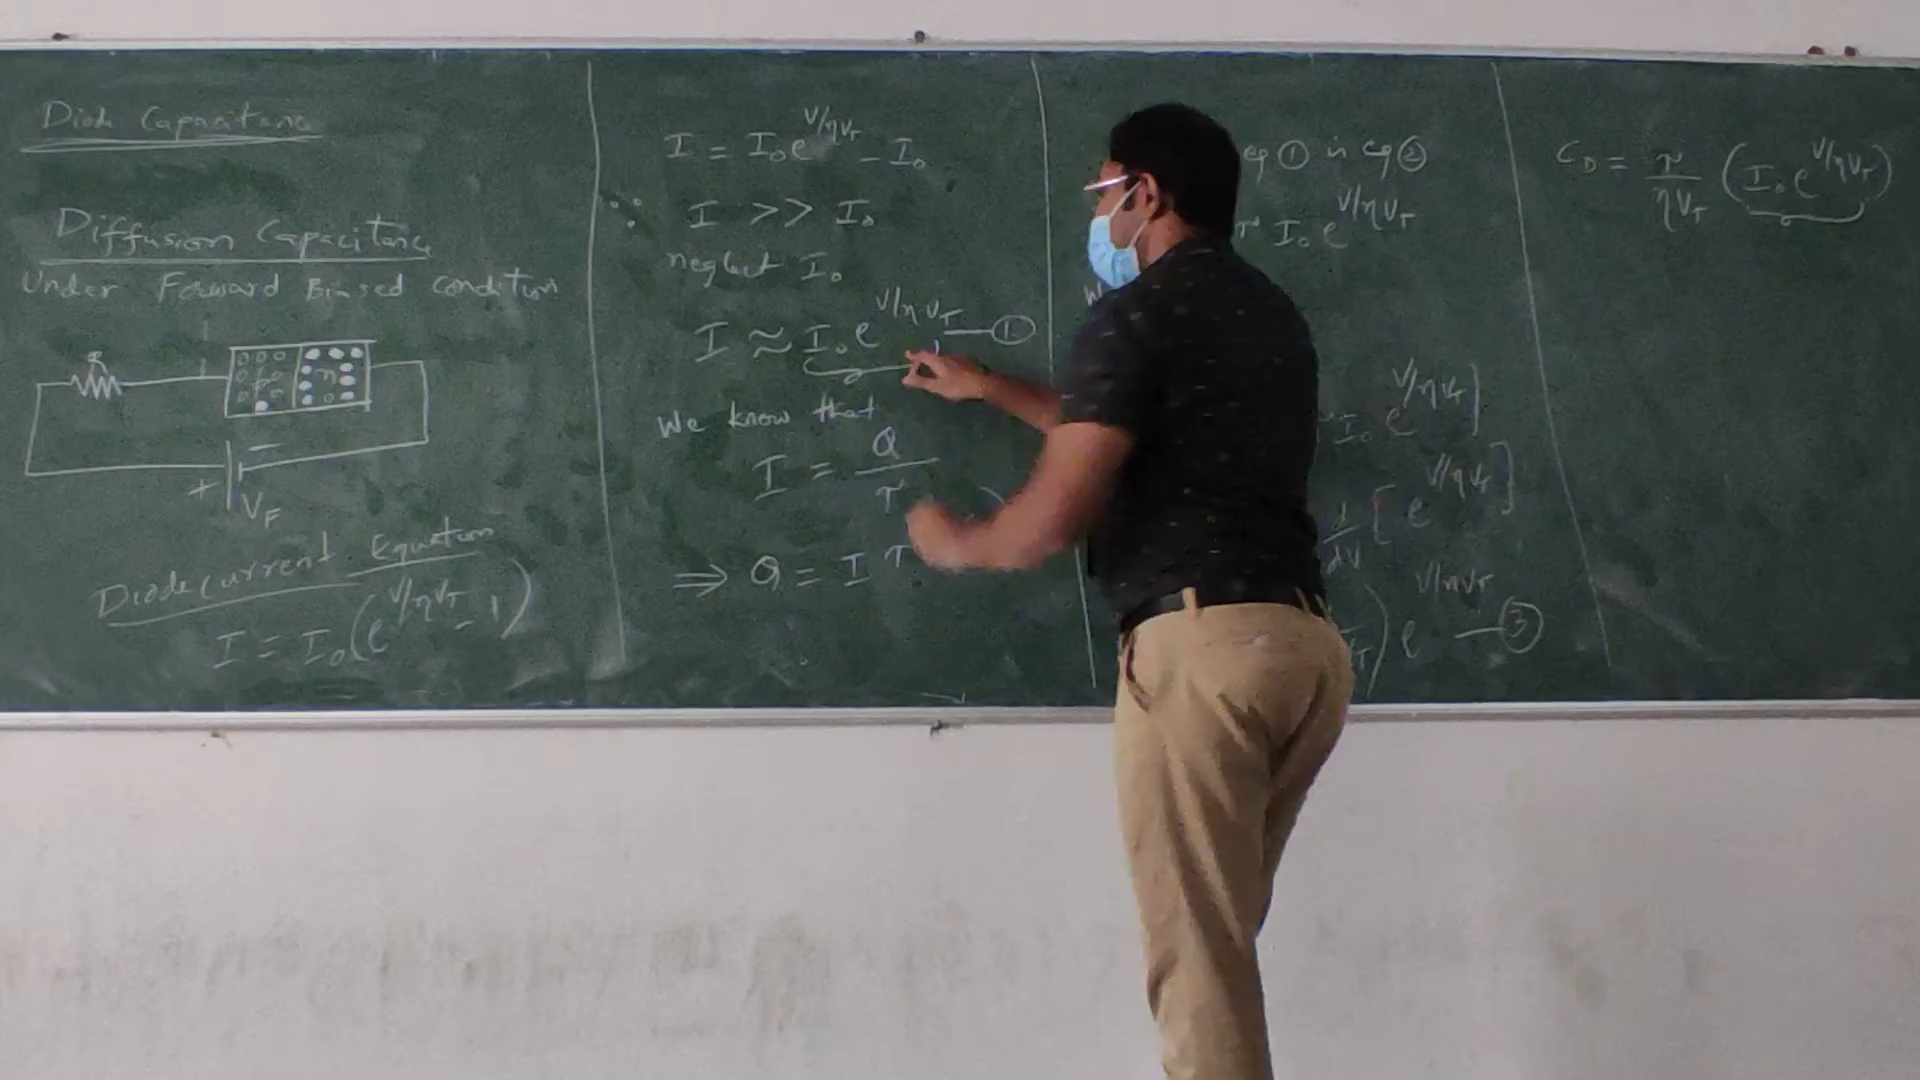 Diode Capacitance
Diffusion Capacitance
Under Forward Biased condition
R
p n
+ −
V_F
Diode current Equation
I = I₀(e^{V/ηV_T} − 1)
I = I₀e^{V/ηV_T} − I₀
∴ I >> I₀
neglect I₀
I ≈ I₀e^{V/ηV_T} — ①
We know that
I = Q/τ
⇒ Q = I τ
eq ① in eq ②
τ I₀ e^{V/ηV_T}
I₀ e^{V/ηV_T}]
d/dV [e^{V/ηV_T}]
) e^{V/ηV_T} — ③
C_D = τ/ηV_T (I₀e^{V/ηV_T})